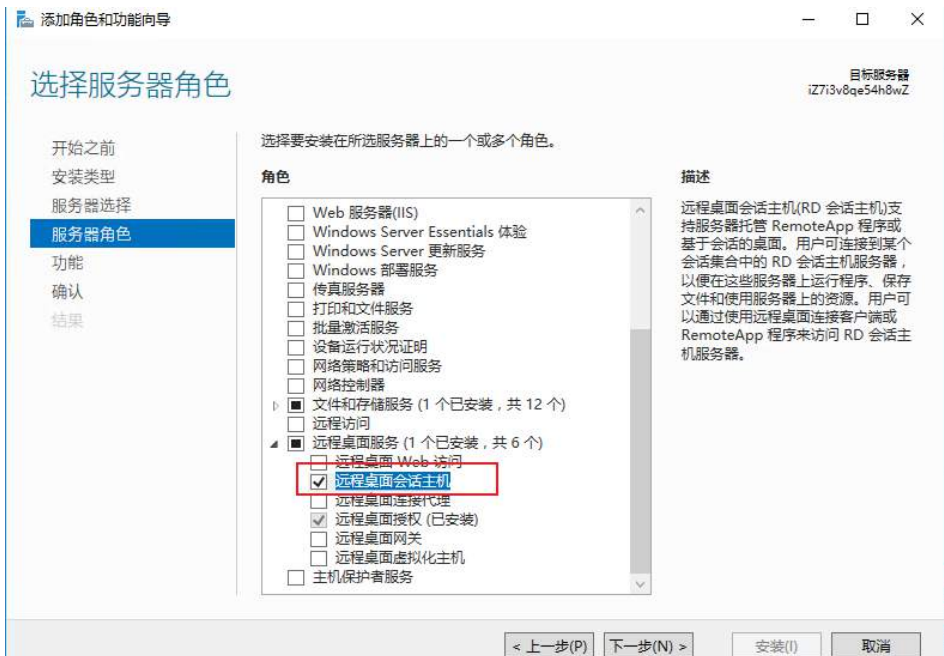 添加角色和功能向导
选择服务器角色
目标服务器
iZ7i3v8qe54h8wZ
开始之前
安装类型
服务器选择
服务器角色
功能
确认
结果
选择要安装在所选服务器上的一个或多个角色。
角色
Web 服务器(IIS)
Windows Server Essentials 体验
Windows Server 更新服务
Windows 部署服务
传真服务器
打印和文件服务
批量激活服务
设备运行状况证明
网络策略和访问服务
网络控制器
文件和存储服务 (1 个已安装，共 12 个)
远程访问
远程桌面服务 (1 个已安装，共 6 个)
远程桌面 Web 访问
远程桌面会话主机
远程桌面连接代理
远程桌面授权 (已安装)
远程桌面网关
远程桌面虚拟化主机
主机保护者服务
描述
远程桌面会话主机(RD 会话主机)支
持服务器托管 RemoteApp 程序或
基于会话的桌面。用户可连接到某个
会话集合中的 RD 会话主机服务器，
以便在这些服务器上运行程序、保存
文件和使用服务器上的资源。用户可
以通过使用远程桌面连接客户端或
RemoteApp 程序来访问 RD 会话主
机服务器。
< 上一步(P)
下一步(N) >
安装(I)
取消